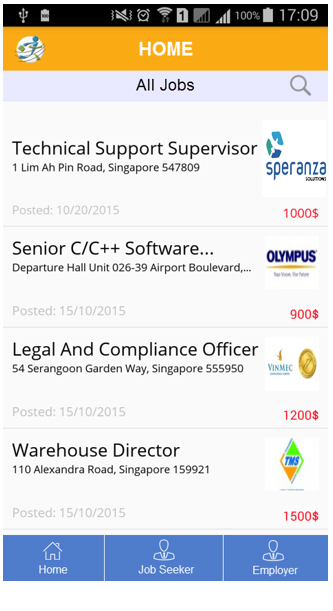 1 100% 17:09
HOME
All Jobs
Technical Support Supervisor
1 Lim Ah Pin Road, Singapore 547809
speranza
SOLUTIONS
Posted: 10/20/2015
1000$
Senior C/C++ Software...
Departure Hall Unit 026-39 Airport Boulevard,...
OLYMPUS
Your Vision, Our Future
Posted: 15/10/2015
900$
Legal And Compliance Officer
54 Serangoon Garden Way, Singapore 555950
VINMEC
Posted: 15/10/2015
1200$
Warehouse Director
110 Alexandra Road, Singapore 159921
TMS
Posted: 15/10/2015
1500$
Home
Job Seeker
Employer